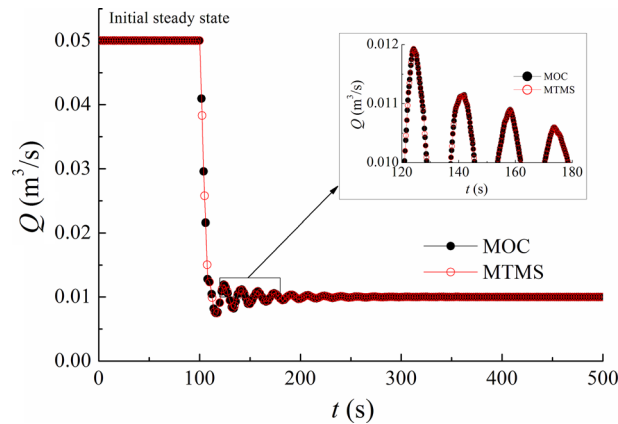 Initial steady state
0.05
0.04
0.03
0.02
0.01
0.00
Q (m³/s)
0 100 200 300 400 500
t (s)
MOC
MTMS
0.012
0.011
0.010
Q (m³/s)
120 140 160 180
t (s)
MOC
MTMS